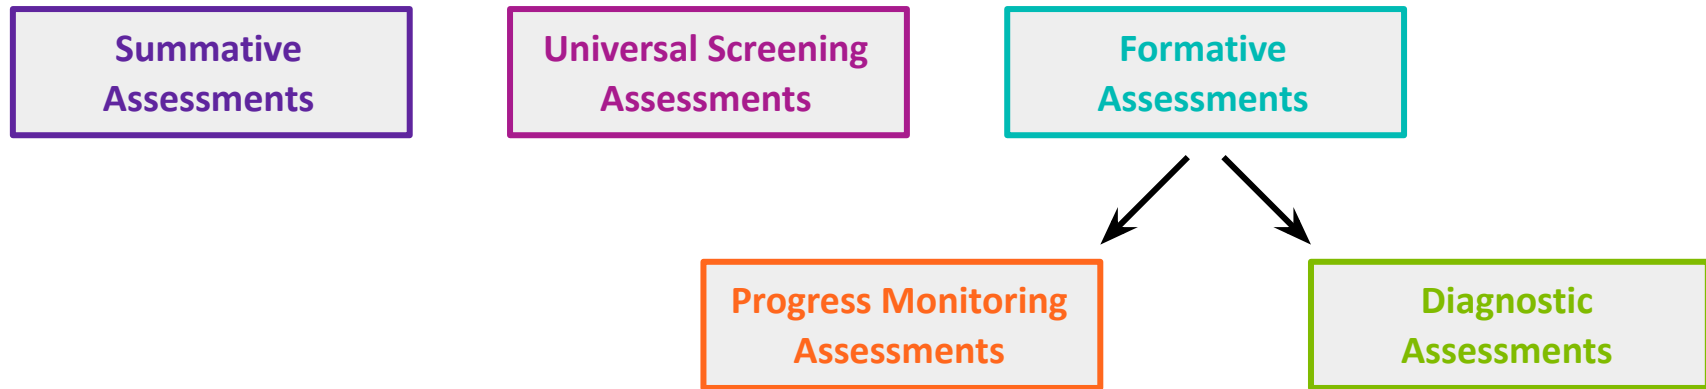 Summative
Assessments
Universal Screening
Assessments
Formative
Assessments
Progress Monitoring
Assessments
Diagnostic
Assessments